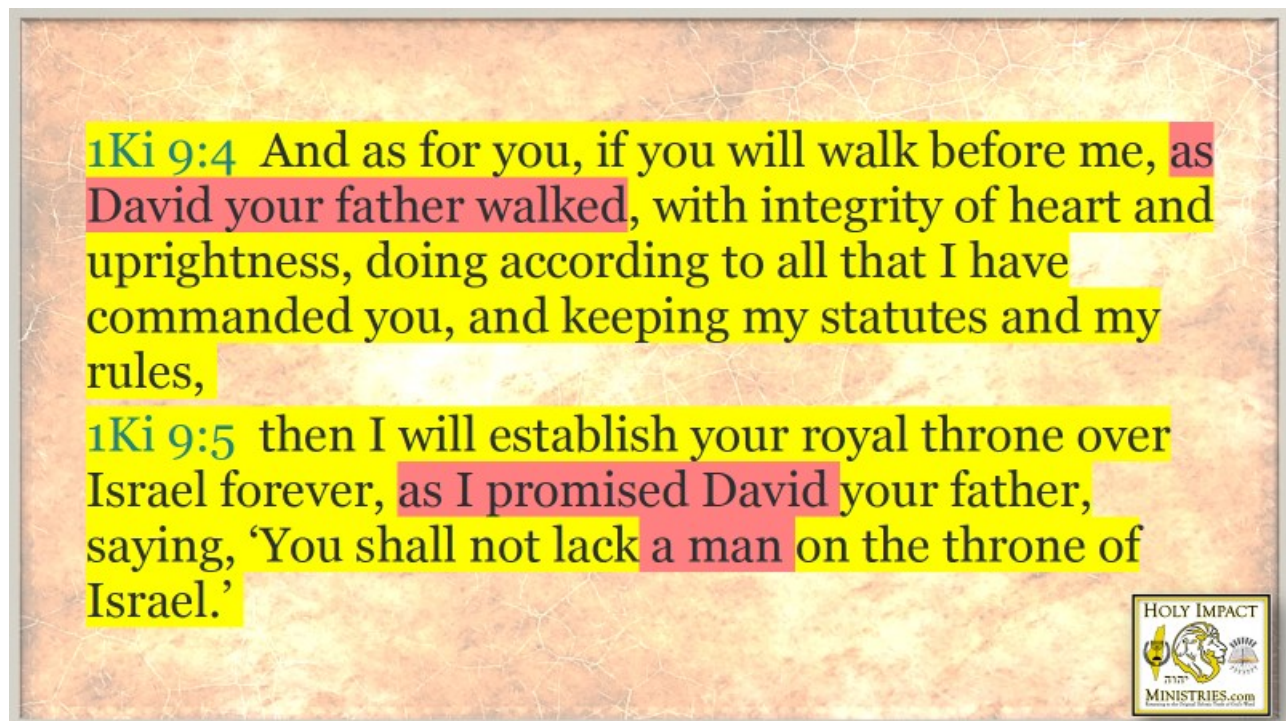 1Ki 9:4  And as for you, if you will walk before me, as
David your father walked, with integrity of heart and
uprightness, doing according to all that I have
commanded you, and keeping my statutes and my
rules,
1Ki 9:5  then I will establish your royal throne over
Israel forever, as I promised David your father,
saying, ‘You shall not lack a man on the throne of
Israel.’
HOLY IMPACT
יהוה
MINISTRIES.com